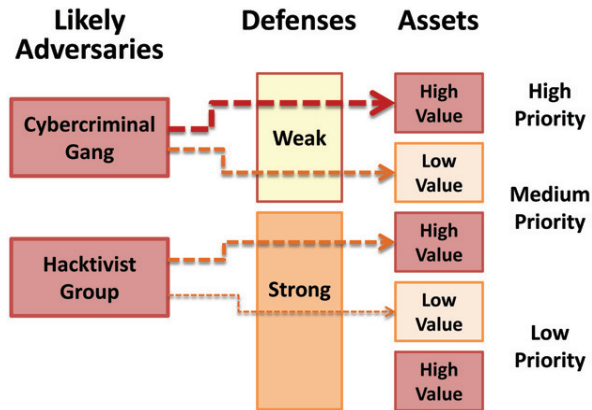 Likely
Adversaries
Defenses
Assets
Cybercriminal
Gang
Weak
High
Value
High
Priority
Low
Value
Medium
Priority
Hacktivist
Group
Strong
High
Value
Low
Value
Low
Priority
High
Value